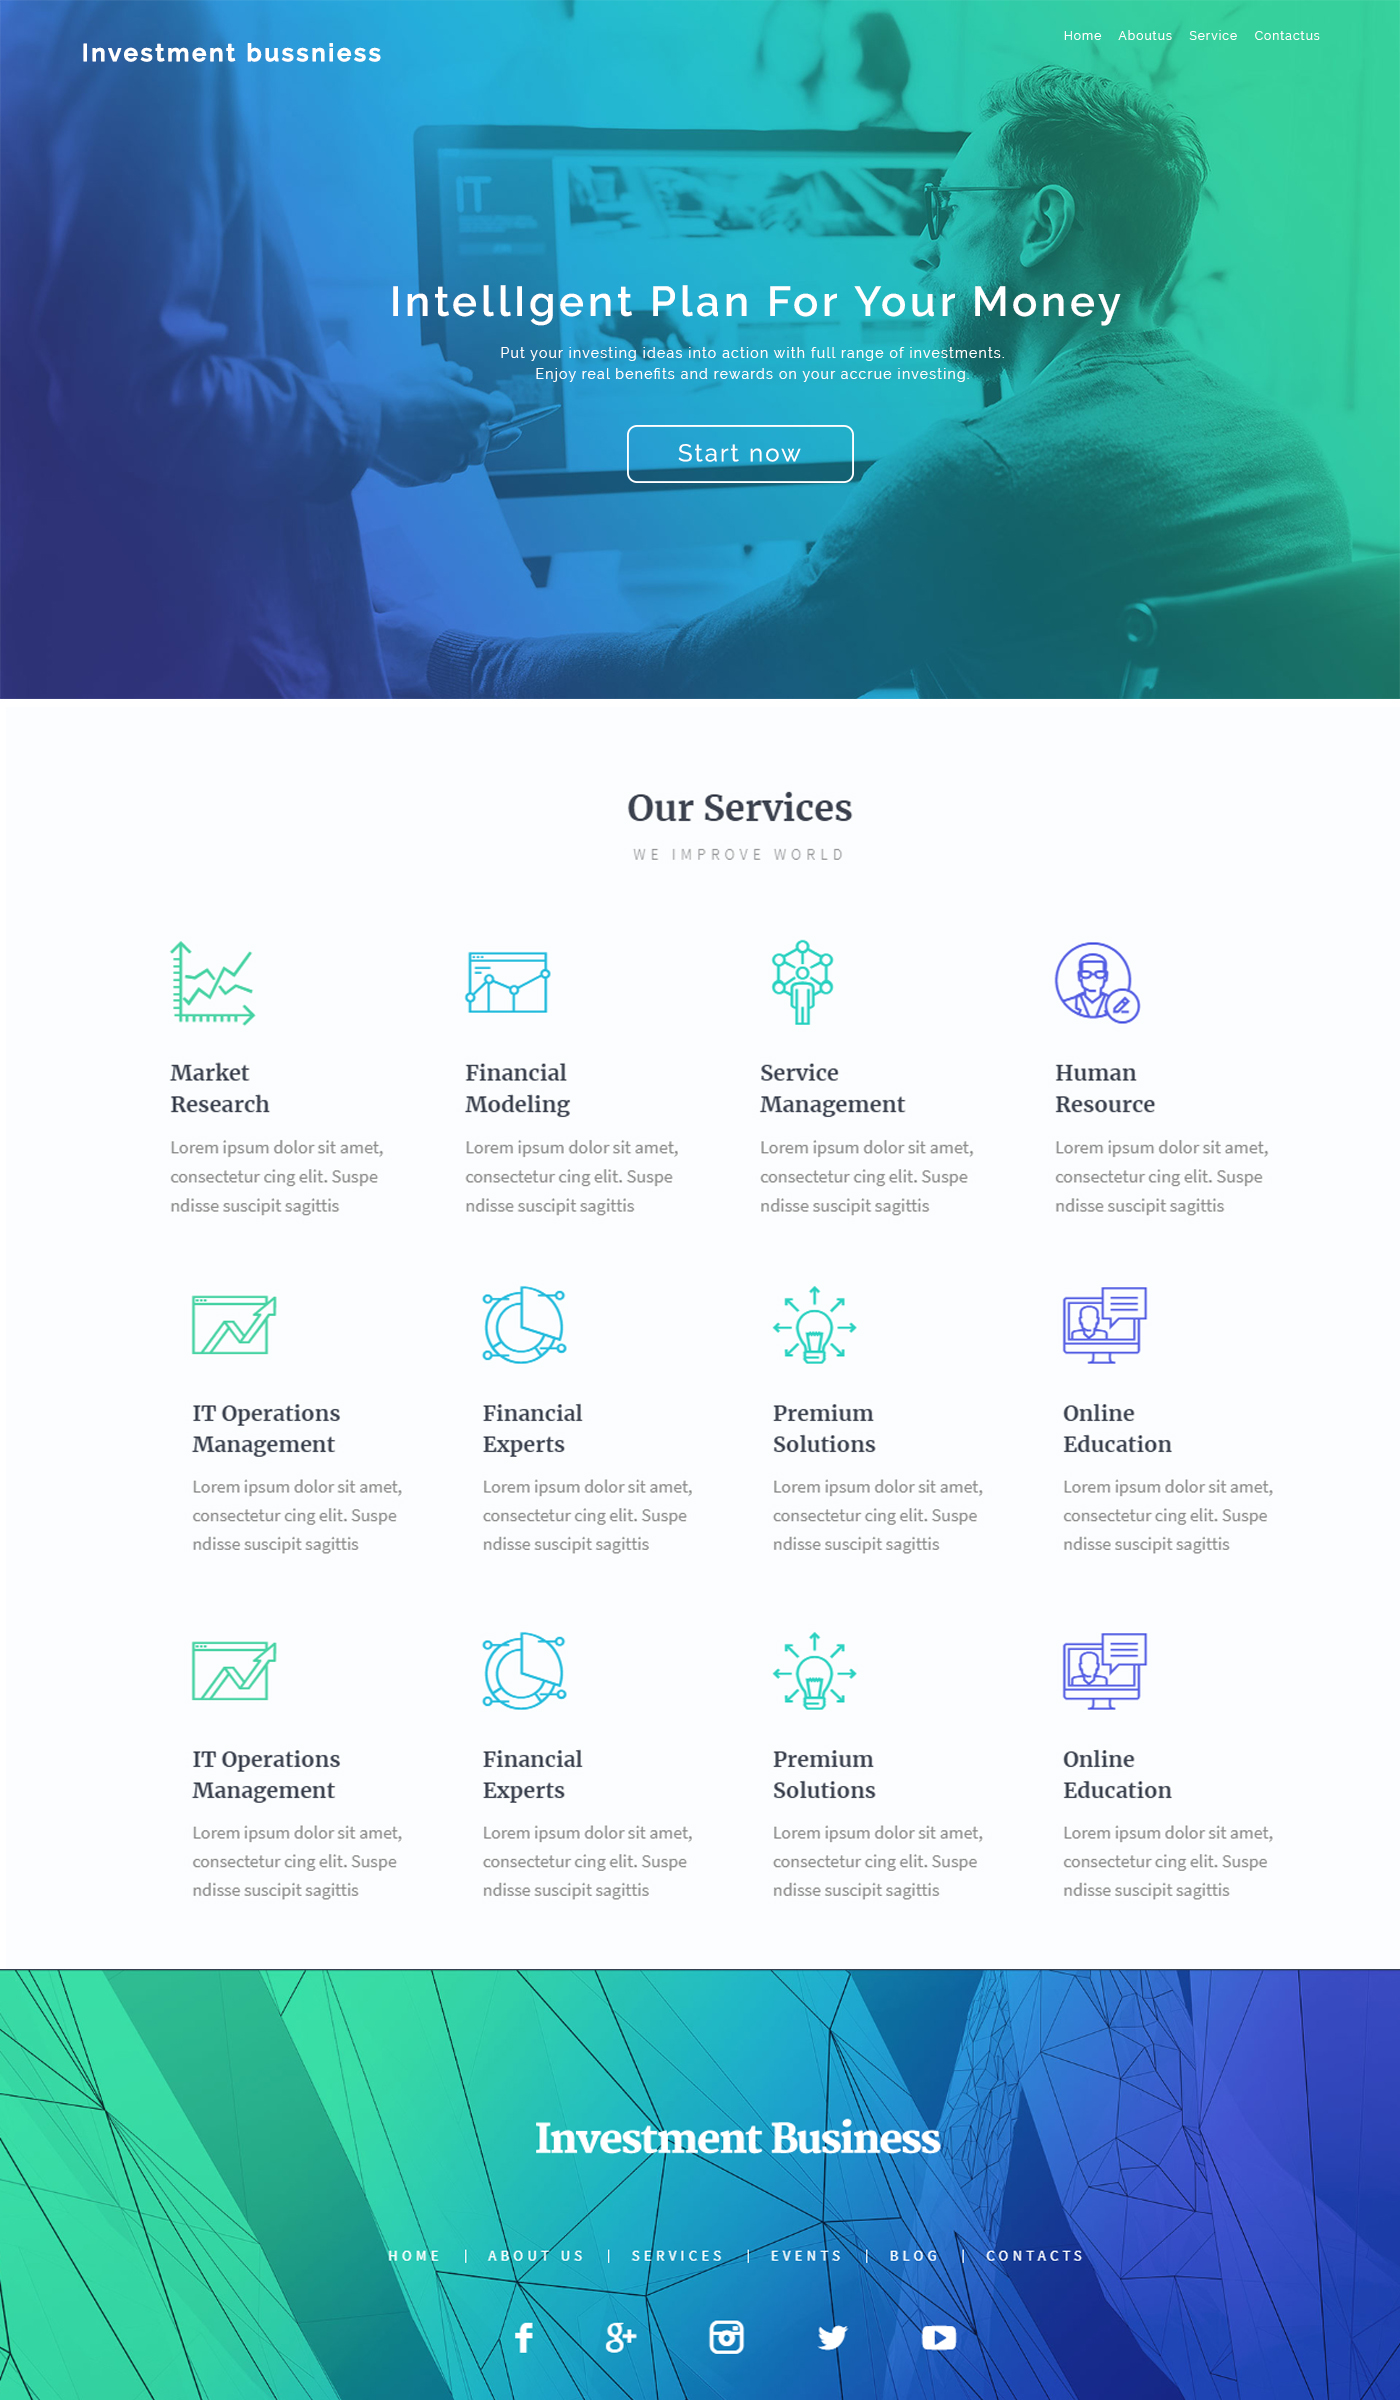 Investment bussniess
Home Aboutus Service Contactus
IT
IntellIgent Plan For Your Money
Put your investing ideas into action with full range of investments.
Enjoy real benefits and rewards on your accrue investing.
Start now
Our Services
WE IMPROVE WORLD
Market
Research
Lorem ipsum dolor sit amet,
consectetur cing elit. Suspe
ndisse suscipit sagittis
Financial
Modeling
Lorem ipsum dolor sit amet,
consectetur cing elit. Suspe
ndisse suscipit sagittis
Service
Management
Lorem ipsum dolor sit amet,
consectetur cing elit. Suspe
ndisse suscipit sagittis
Human
Resource
Lorem ipsum dolor sit amet,
consectetur cing elit. Suspe
ndisse suscipit sagittis
IT Operations
Management
Lorem ipsum dolor sit amet,
consectetur cing elit. Suspe
ndisse suscipit sagittis
Financial
Experts
Lorem ipsum dolor sit amet,
consectetur cing elit. Suspe
ndisse suscipit sagittis
Premium
Solutions
Lorem ipsum dolor sit amet,
consectetur cing elit. Suspe
ndisse suscipit sagittis
Online
Education
Lorem ipsum dolor sit amet,
consectetur cing elit. Suspe
ndisse suscipit sagittis
IT Operations
Management
Lorem ipsum dolor sit amet,
consectetur cing elit. Suspe
ndisse suscipit sagittis
Financial
Experts
Lorem ipsum dolor sit amet,
consectetur cing elit. Suspe
ndisse suscipit sagittis
Premium
Solutions
Lorem ipsum dolor sit amet,
consectetur cing elit. Suspe
ndisse suscipit sagittis
Online
Education
Lorem ipsum dolor sit amet,
consectetur cing elit. Suspe
ndisse suscipit sagittis
Investment Business
HOME | ABOUT US | SERVICES | EVENTS | BLOG | CONTACTS